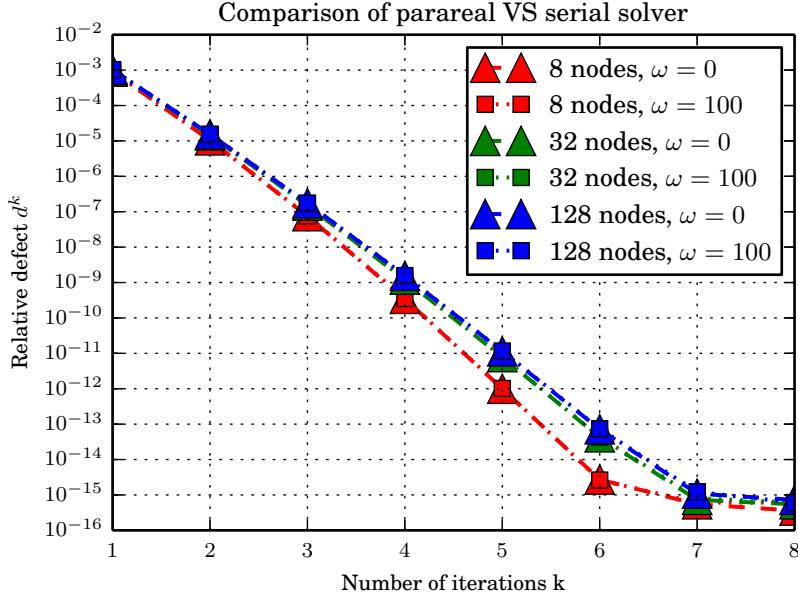 Comparison of parareal VS serial solver
Relative defect d^k
10^−2
10^−3
10^−4
10^−5
10^−6
10^−7
10^−8
10^−9
10^−10
10^−11
10^−12
10^−13
10^−14
10^−15
10^−16
8 nodes, ω = 0
8 nodes, ω = 100
32 nodes, ω = 0
32 nodes, ω = 100
128 nodes, ω = 0
128 nodes, ω = 100
1 2 3 4 5 6 7 8
Number of iterations k